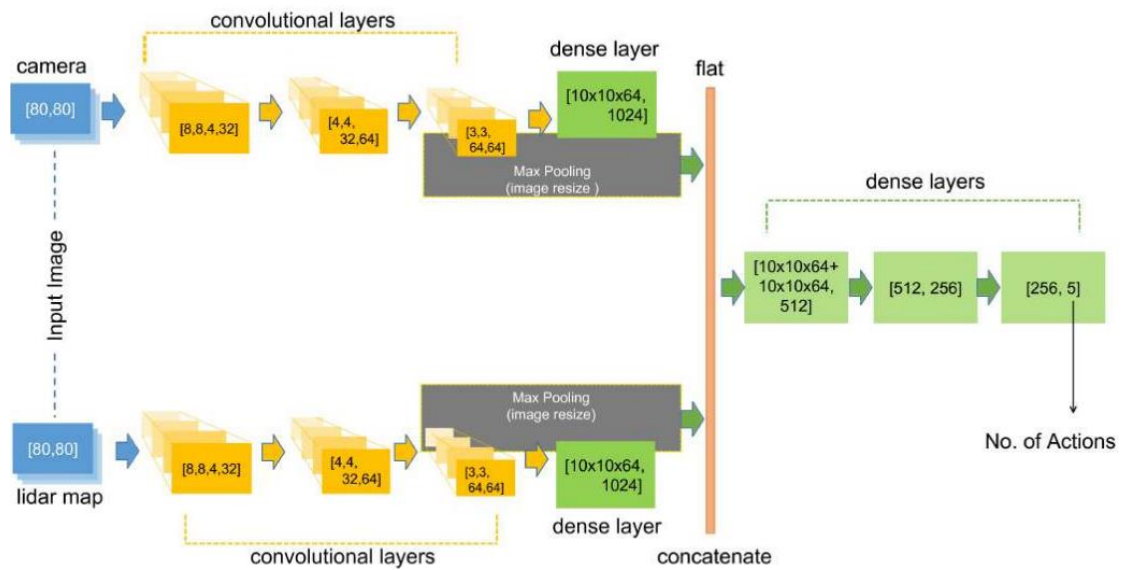 convolutional layers
camera
dense layer
flat
[80,80]
[8,8,4,32]
[4,4,
32,64]
[3,3,
64,64]
[10x10x64,
1024]
Max Pooling
(image resize )
Input Image
dense layers
[10x10x64+
10x10x64,
512]
[512, 256]
[256, 5]
No. of Actions
Max Pooling
(image resize)
[80,80]
[8,8,4,32]
[4,4,
32,64]
[3,3,
64,64]
[10x10x64,
1024]
lidar map
dense layer
convolutional layers
concatenate